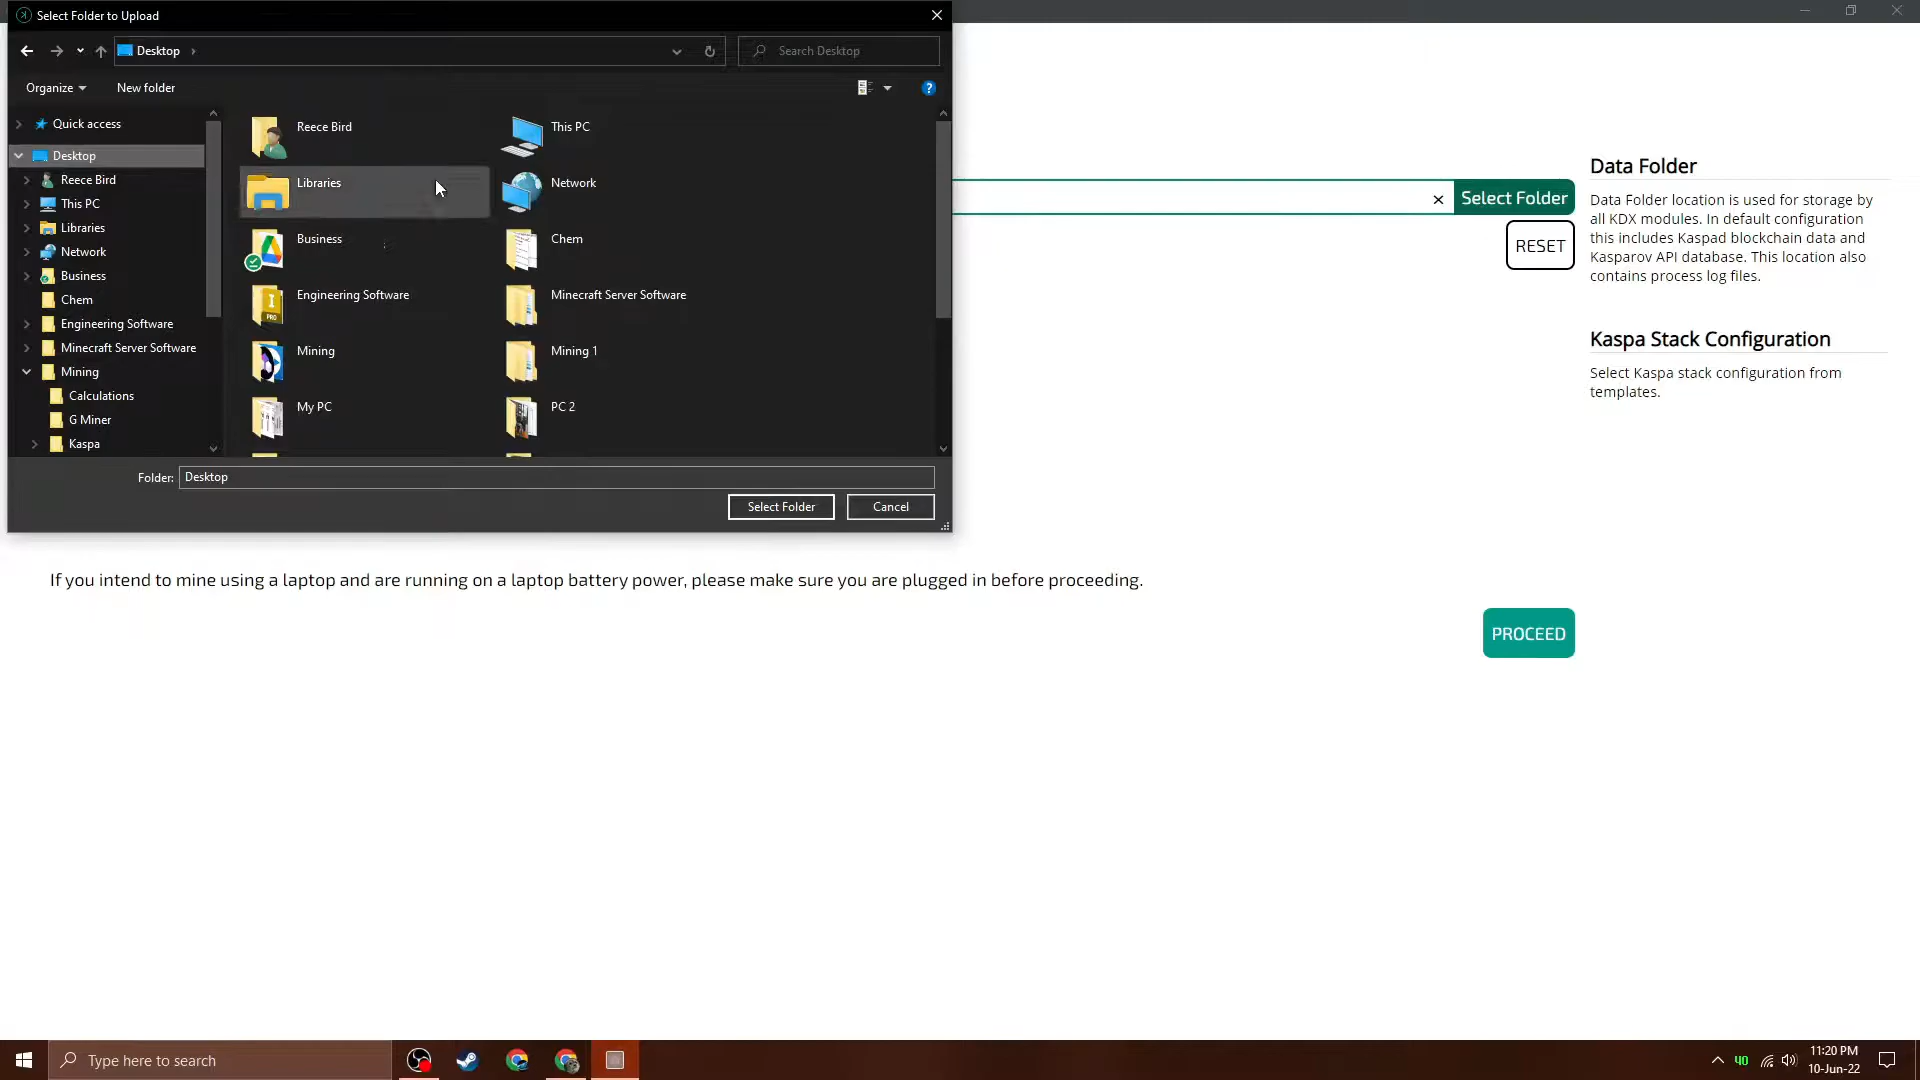 Select Folder to Upload
Desktop
Search Desktop
Organize
New folder
Quick access
Desktop
Reece Bird
This PC
Libraries
Network
Business
Chem
Engineering Software
Minecraft Server Software
Mining
Calculations
G Miner
Kaspa
Reece Bird
This PC
Libraries
Network
Business
Chem
Engineering Software
PRO
Minecraft Server Software
Mining
Mining 1
My PC
PC 2
Folder: Desktop
Select Folder
Cancel
Select Folder
RESET
Data Folder
Data Folder location is used for storage by
all KDX modules. In default configuration
this includes Kaspad blockchain data and
Kasparov API database. This location also
contains process log files.
Kaspa Stack Configuration
Select Kaspa stack configuration from
templates.
If you intend to mine using a laptop and are running on a laptop battery power, please make sure you are plugged in before proceeding.
PROCEED
Type here to search
40
11:20 PM
10-Jun-22